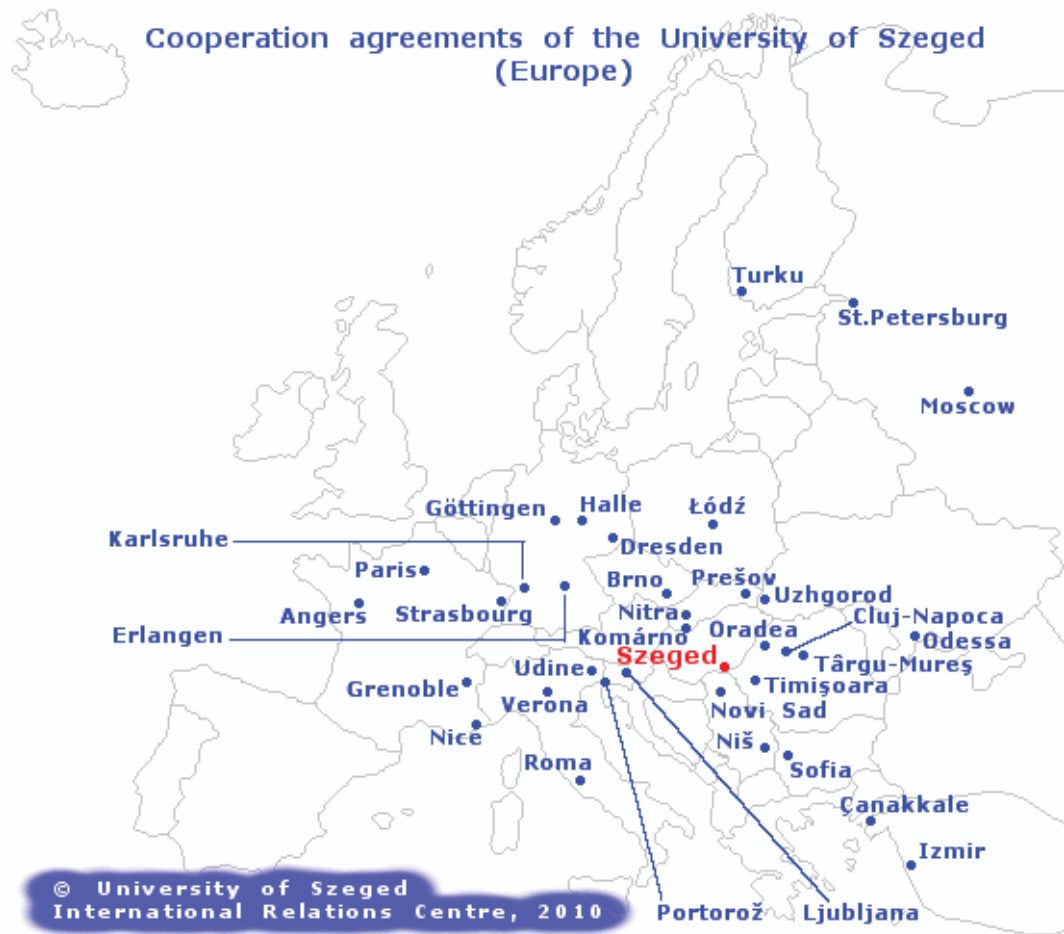 Cooperation agreements of the University of Szeged
(Europe)
Turku
St.Petersburg
Moscow
Göttingen
Halle
Łódź
Karlsruhe
Dresden
Paris
Brno
Prešov
Uzhgorod
Angers
Strasbourg
Nitra
Cluj-Napoca
Erlangen
Komárno
Oradea
Odessa
Szeged
Udine
Târgu-Mureş
Grenoble
Timişoara
Verona
Novi Sad
Nice
Niš
Roma
Sofia
Çanakkale
Izmir
© University of Szeged
International Relations Centre, 2010
Portorož
Ljubljana